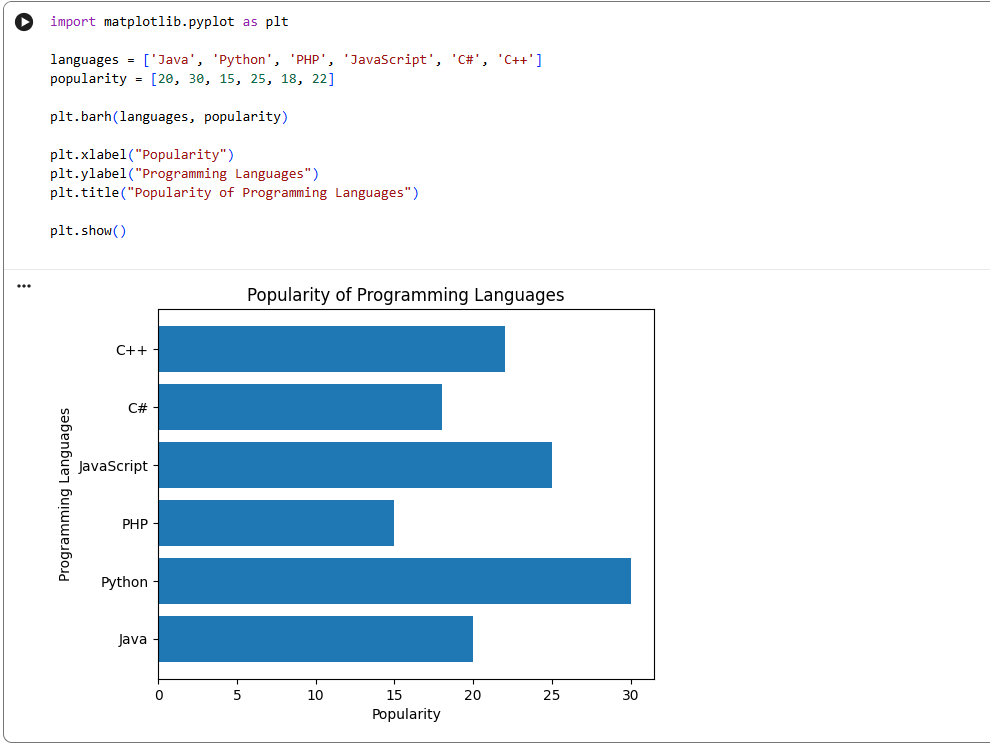 import matplotlib.pyplot as plt
languages = ['Java', 'Python', 'PHP', 'JavaScript', 'C#', 'C++']
popularity = [20, 30, 15, 25, 18, 22]
plt.barh(languages, popularity)
plt.xlabel("Popularity")
plt.ylabel("Programming Languages")
plt.title("Popularity of Programming Languages")
plt.show()
Popularity of Programming Languages
Programming Languages
C++
C#
JavaScript
PHP
Python
Java
0 5 10 15 20 25 30
Popularity